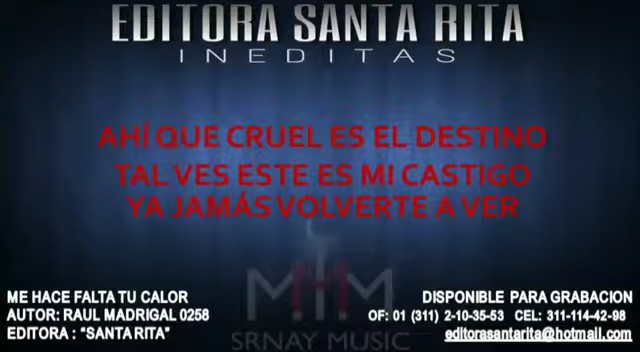 EDITORA SANTA RITA
INEDITAS
AHÍ QUE CRUEL ES EL DESTINO
TAL VES ESTE ES MI CASTIGO
YA JAMÁS VOLVERTE A VER
MHM
SRNAY MUSIC
ME HACE FALTA TU CALOR
AUTOR: RAUL MADRIGAL 0258
EDITORA : “SANTA RITA”
DISPONIBLE PARA GRABACION
OF: 01 (311) 2-10-35-53 CEL: 311-114-42-98
editorasantarita@hotmail.com